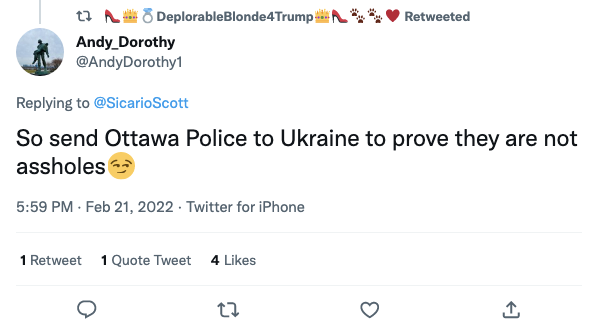 DeplorableBlonde4Trump Retweeted
Andy_Dorothy
@AndyDorothy1
Replying to @SicarioScott
So send Ottawa Police to Ukraine to prove they are not
assholes😏
5:59 PM · Feb 21, 2022 · Twitter for iPhone
1 Retweet 1 Quote Tweet 4 Likes